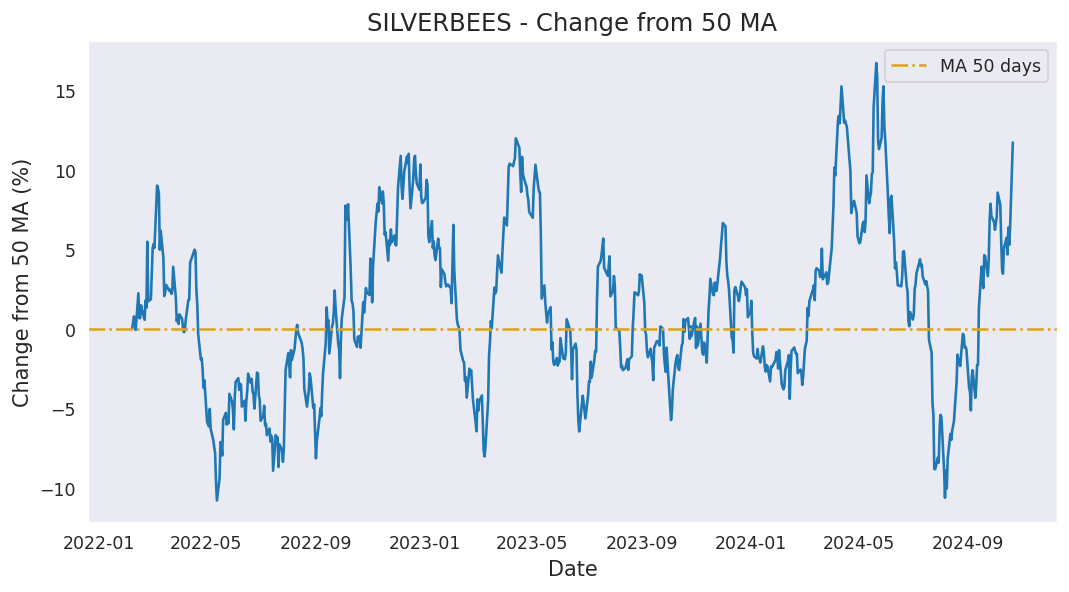 SILVERBEES - Change from 50 MA
MA 50 days
Change from 50 MA (%)
15
10
5
0
−5
−10
2022-01 2022-05 2022-09 2023-01 2023-05 2023-09 2024-01 2024-05 2024-09
Date